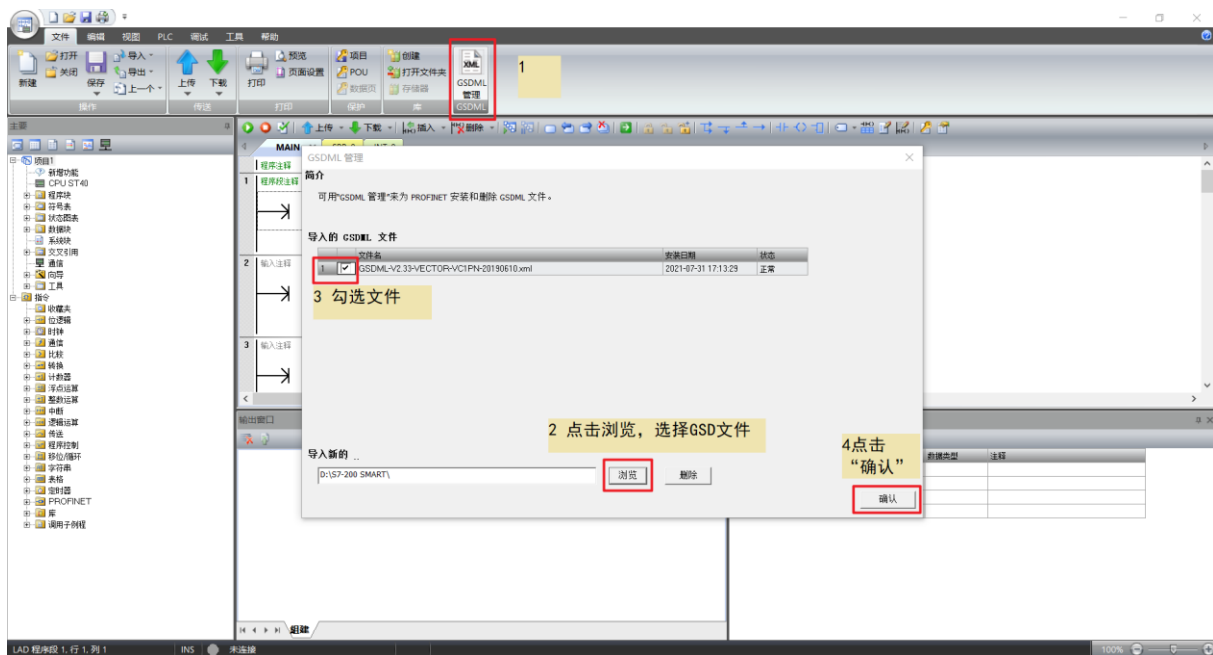 文件 编辑 视图 PLC 调试 工具 帮助
新建 打开 关闭 保存 导入 导出 上一个 上传 下载 打印 预览 页面设置 项目 POU 数据页 创建 打开文件夹 存储器 XML GSDML 管理
操作 传送 打印 保护 库 GSDML
1
主要
上传 下载 插入 删除
MAIN
项目1
新增功能
CPU ST40
程序块
符号表
状态图表
数据块
系统块
交叉引用
通信
向导
工具
指令
收藏夹
位逻辑
时钟
通信
比较
转换
计数器
浮点运算
整数运算
中断
逻辑运算
传送
程序控制
移位/循环
字符串
表格
定时器
PROFINET
库
调用子例程
程序注释
1 程序段注释
2 输入注释
3 输入注释
GSDML 管理
简介
可用"GSDML 管理"来为 PROFINET 安装和删除 GSDML 文件。
导入的 GSDML 文件
文件名 安装日期 状态
1 GSDML-V2.33-VECTOR-VC1PN-20190610.xml 2021-07-31 17:13:29 正常
3 勾选文件
2 点击浏览，选择GSD文件
导入新的 ..
D:\S7-200 SMART\
浏览 删除
4点击
“确认”
确认
输出窗口
数据类型 注释
组建
LAD 程序段 1, 行 1, 列 1 INS 未连接 100%